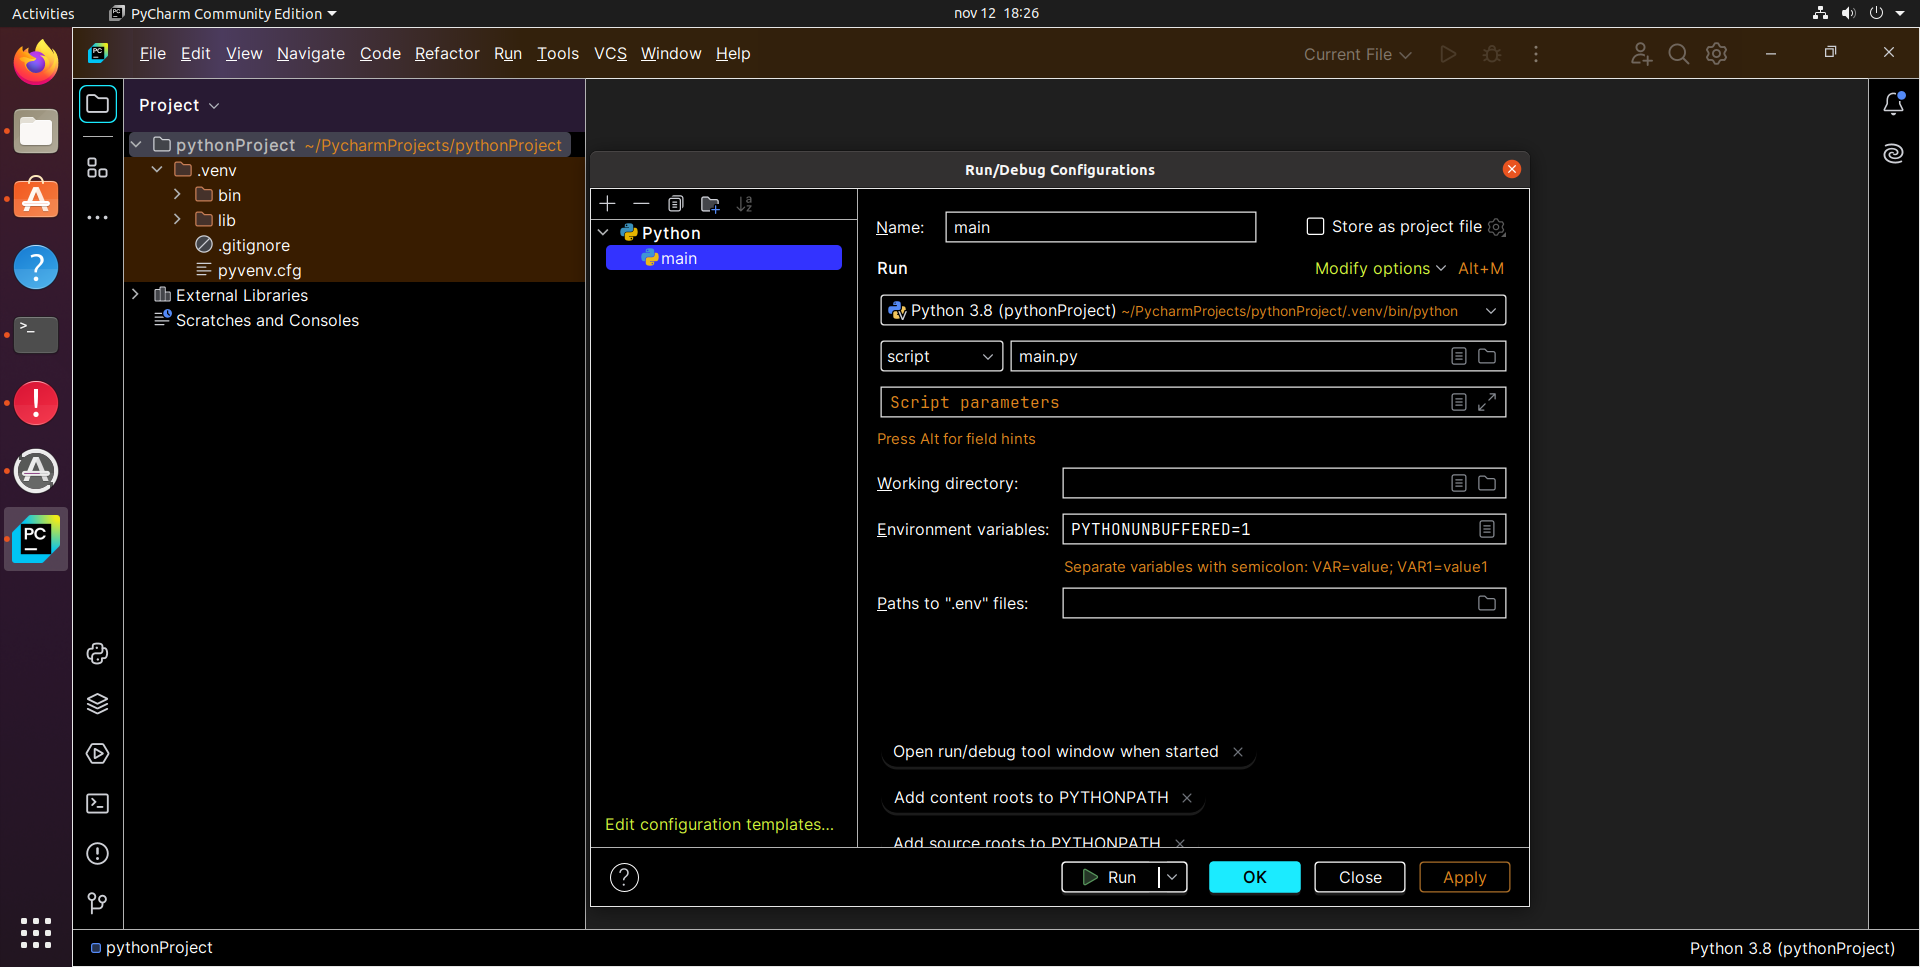 Activities
PyCharm Community Edition
nov 12 18:26
File Edit View Navigate Code Refactor Run Tools VCS Window Help
Current File
Project
pythonProject ~/PycharmProjects/pythonProject
.venv
bin
lib
.gitignore
pyvenv.cfg
External Libraries
Scratches and Consoles
Run/Debug Configurations
Python
main
Edit configuration templates...
Name: main
Store as project file
Run
Modify options Alt+M
Python 3.8 (pythonProject) ~/PycharmProjects/pythonProject/.venv/bin/python
script main.py
Script parameters
Press Alt for field hints
Working directory:
Environment variables: PYTHONUNBUFFERED=1
Separate variables with semicolon: VAR=value; VAR1=value1
Paths to ".env" files:
Open run/debug tool window when started
Add content roots to PYTHONPATH
Add source roots to PYTHONPATH
Run OK Close Apply
pythonProject
Python 3.8 (pythonProject)